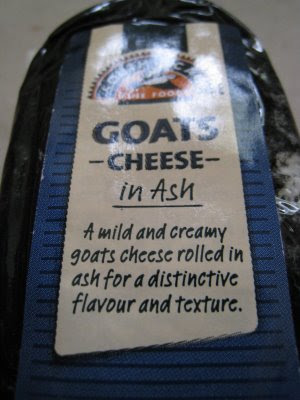 GOATS
-CHEESE-
in Ash
A mild and creamy
goats cheese rolled in
ash for a distinctive
flavour and texture.